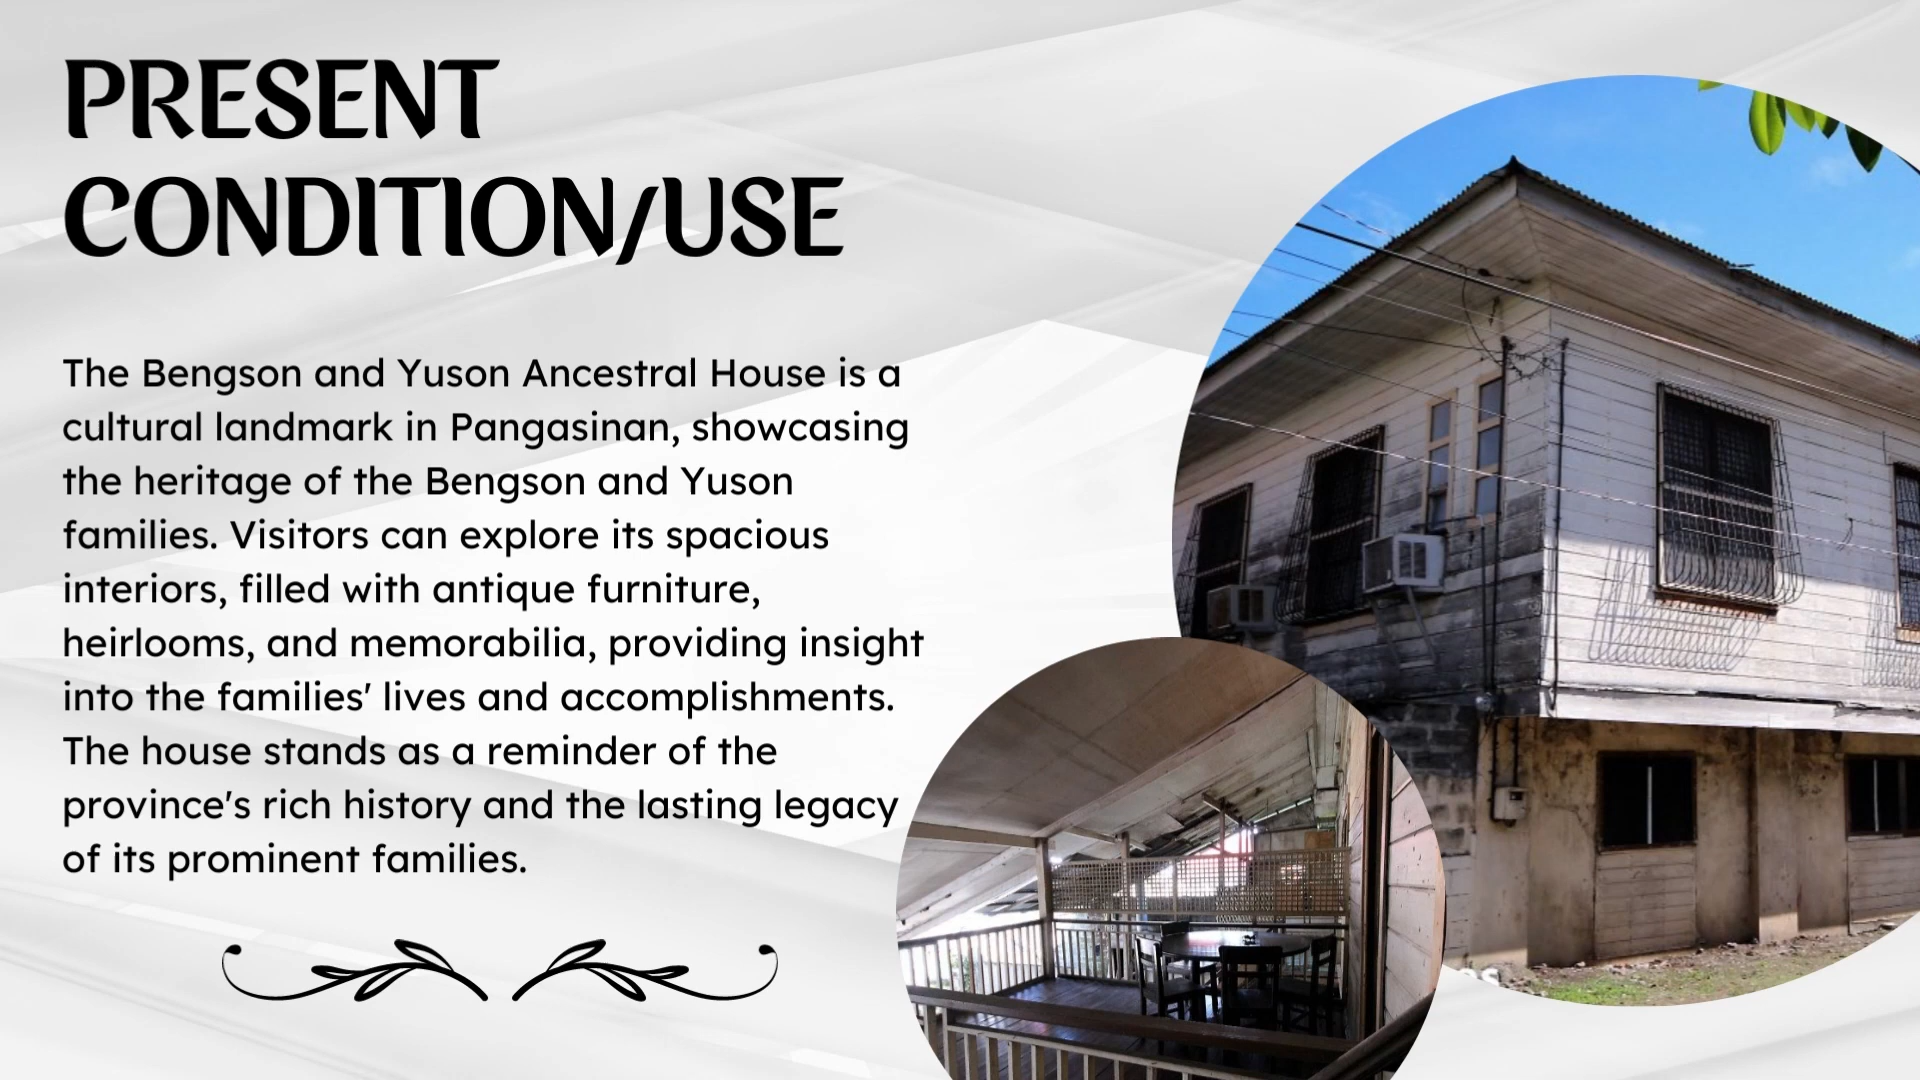 PRESENT
CONDITION/USE
The Bengson and Yuson Ancestral House is a
cultural landmark in Pangasinan, showcasing
the heritage of the Bengson and Yuson
families. Visitors can explore its spacious
interiors, filled with antique furniture,
heirlooms, and memorabilia, providing insight
into the families' lives and accomplishments.
The house stands as a reminder of the
province's rich history and the lasting legacy
of its prominent families.